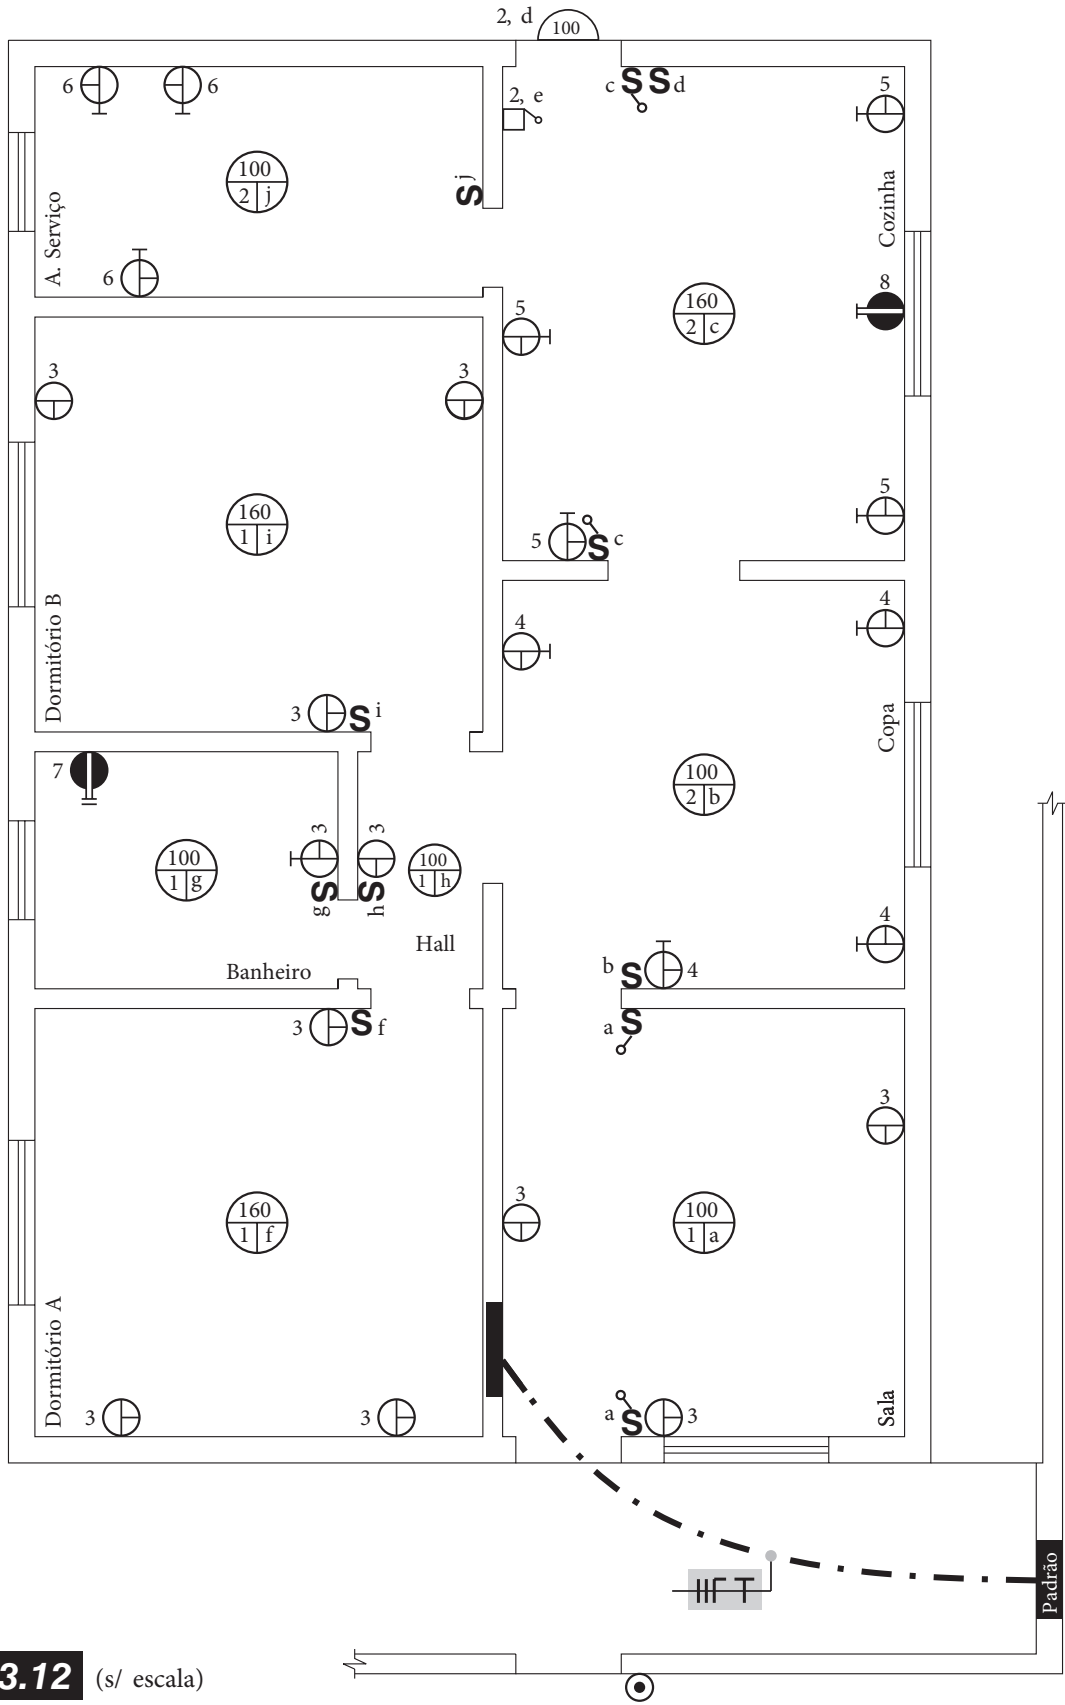 2, d
100
c S S d
6
6
2, e
5
100
2 j
S j
A. Serviço
Cozinha
6
5
160
2 c
8
3
3
160
1 i
5
5 S c
Dormitório B
4
4
3 S i
Copa
7
100
2 b
3
3
100
1 g
100
1 h
S g
S h
Hall
Banheiro
b S 4
4
3 S f
a S
3
3
160
1 f
100
1 a
Dormitório A
Sala
3
3
a S 3
Padrão
3.12 (s/ escala)